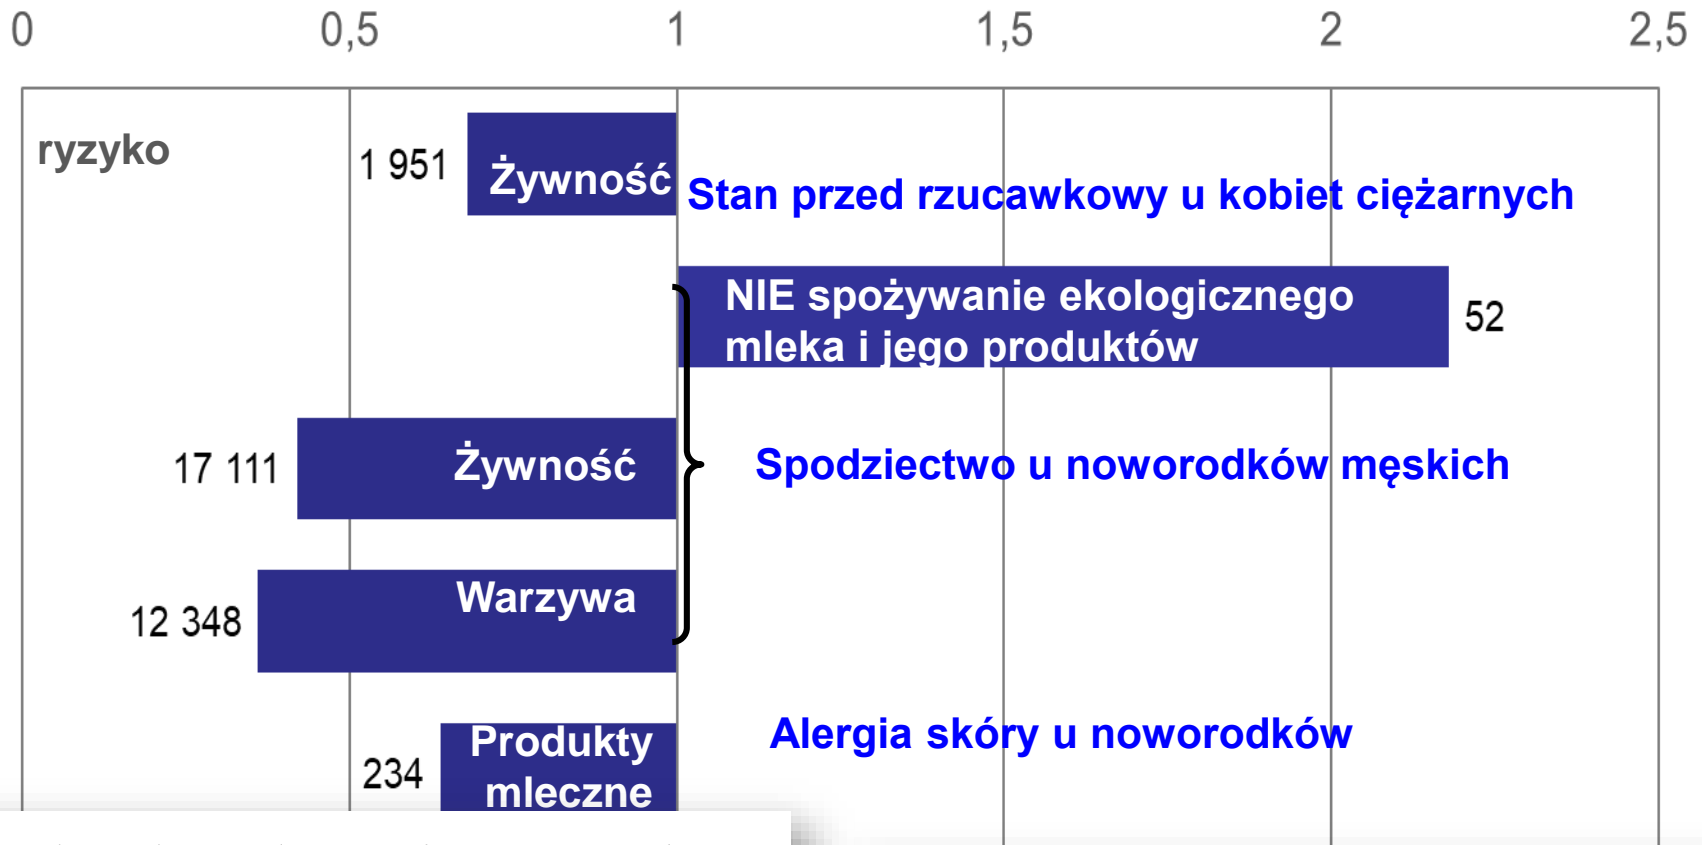 0 0,5 1 1,5 2 2,5
ryzyko
1 951
Żywność
Stan przed rzucawkowy u kobiet ciężarnych
NIE spożywanie ekologicznego
mleka i jego produktów
52
17 111
Żywność
Spodziectwo u noworodków męskich
12 348
Warzywa
Alergia skóry u noworodków
234
Produkty
mleczne